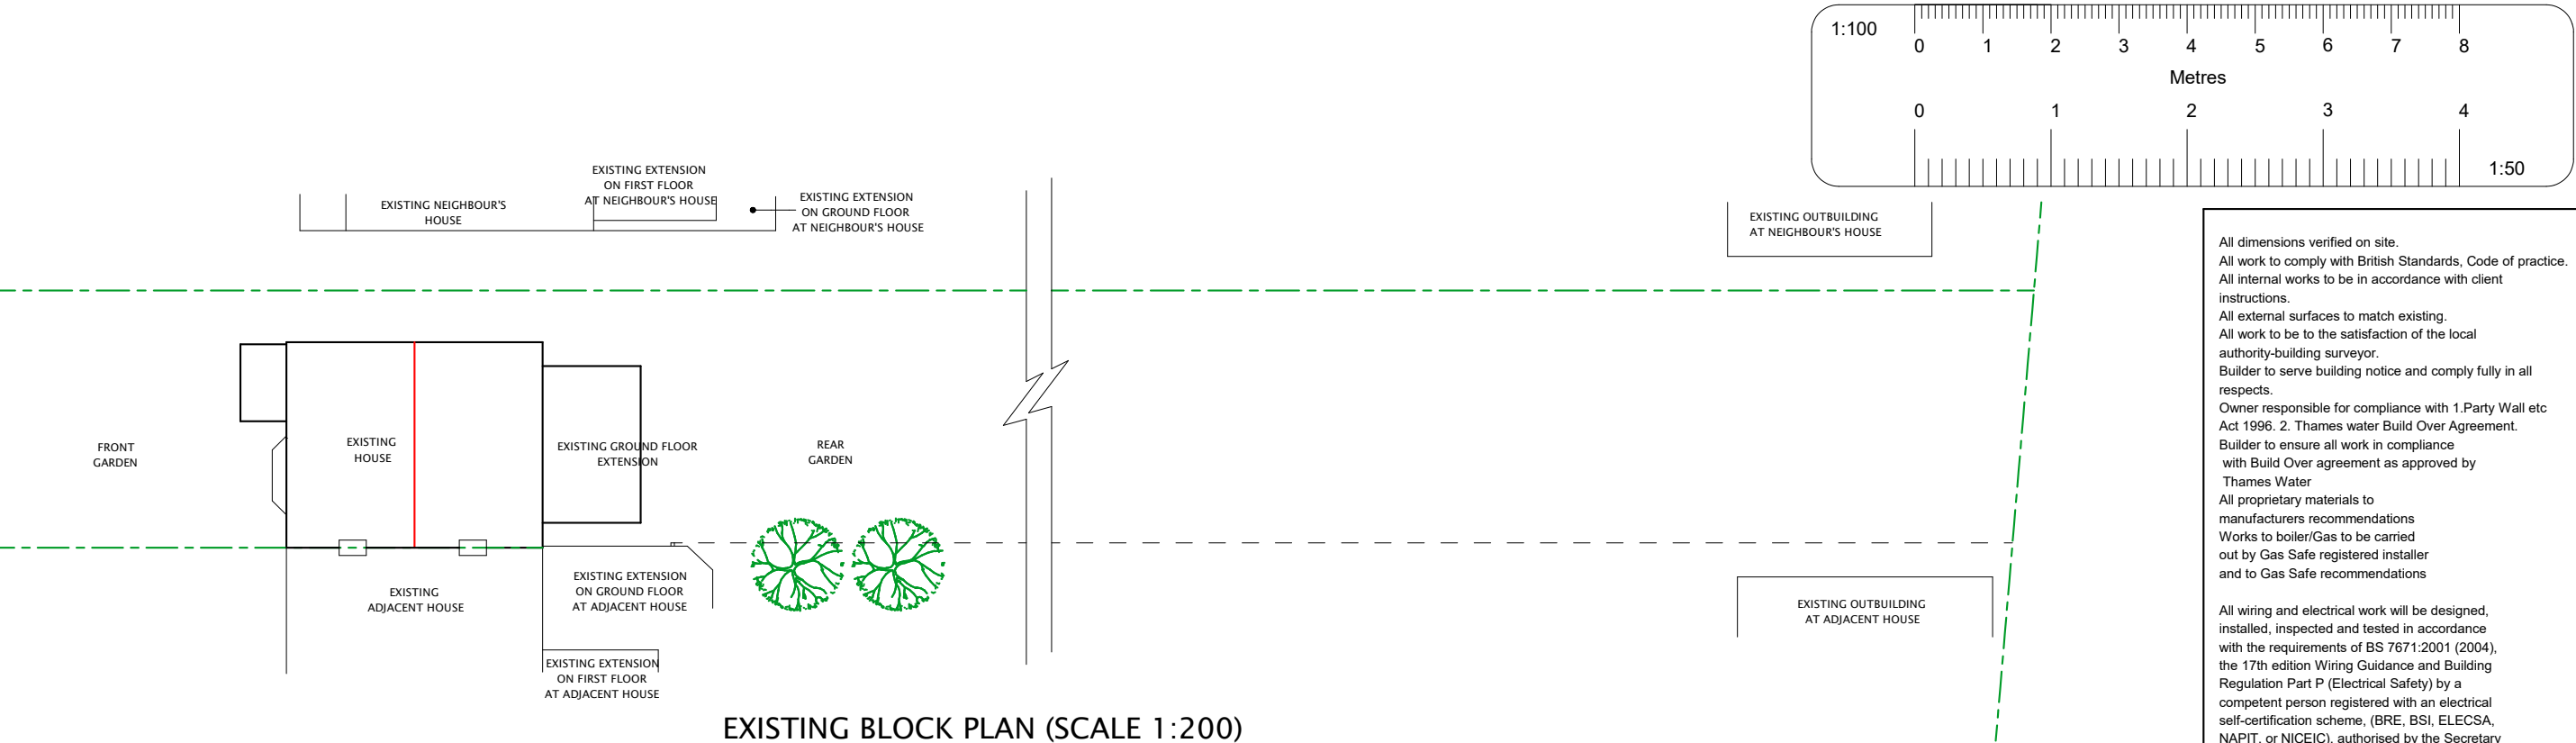 1:100
0 1 2 3 4 5 6 7 8
Metres
0 1 2 3 4
1:50
EXISTING EXTENSION
ON FIRST FLOOR
AT NEIGHBOUR'S HOUSE
EXISTING NEIGHBOUR'S
HOUSE
EXISTING EXTENSION
ON GROUND FLOOR
AT NEIGHBOUR'S HOUSE
EXISTING OUTBUILDING
AT NEIGHBOUR'S HOUSE
FRONT
GARDEN
EXISTING
HOUSE
EXISTING GROUND FLOOR
EXTENSION
REAR
GARDEN
EXISTING
ADJACENT HOUSE
EXISTING EXTENSION
ON GROUND FLOOR
AT ADJACENT HOUSE
EXISTING OUTBUILDING
AT ADJACENT HOUSE
EXISTING EXTENSION
ON FIRST FLOOR
AT ADJACENT HOUSE
EXISTING BLOCK PLAN (SCALE 1:200)
All dimensions verified on site.
All work to comply with British Standards, Code of practice.
All internal works to be in accordance with client
instructions.
All external surfaces to match existing.
All work to be to the satisfaction of the local
authority-building surveyor.
Builder to serve building notice and comply fully in all
respects.
Owner responsible for compliance with 1.Party Wall etc
Act 1996. 2. Thames water Build Over Agreement.
Builder to ensure all work in compliance
with Build Over agreement as approved by
Thames Water
All proprietary materials to
manufacturers recommendations
Works to boiler/Gas to be carried
out by Gas Safe registered installer
and to Gas Safe recommendations
All wiring and electrical work will be designed,
installed, inspected and tested in accordance
with the requirements of BS 7671:2001 (2004),
the 17th edition Wiring Guidance and Building
Regulation Part P (Electrical Safety) by a
competent person registered with an electrical
self-certification scheme, (BRE, BSI, ELECSA,
NAPIT, or NICEIC), authorised by the Secretary